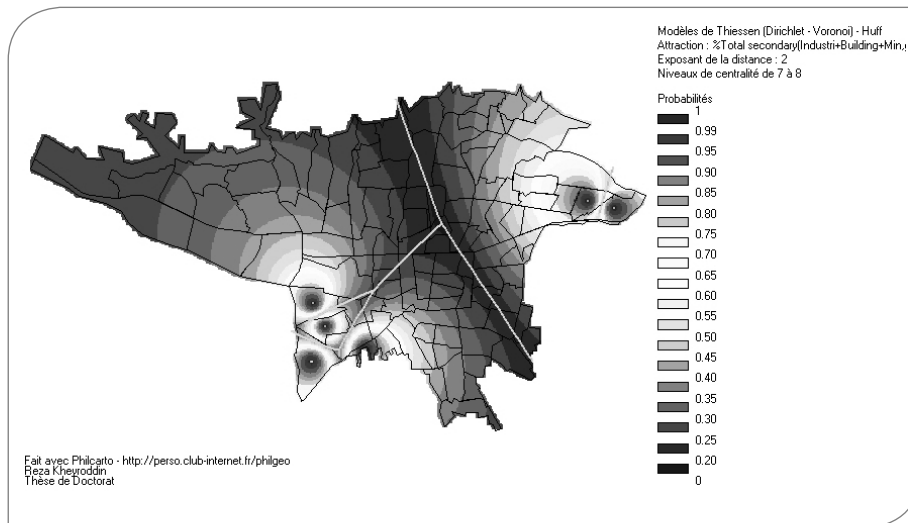 Modèles de Thiessen (Dirichlet - Voronoi) - Huff
Attraction : %Total secondary(Industri+Building+Min,
Exposant de la distance : 2
Niveaux de centralité de 7 à 8
Probabilités
1
0.99
0.95
0.90
0.85
0.80
0.75
0.70
0.65
0.60
0.55
0.50
0.45
0.40
0.35
0.30
0.25
0.20
0
Fait avec Philcarto - http://perso.club-internet.fr/philgeo
Reza Kheyroddin
Thèse de Doctorat